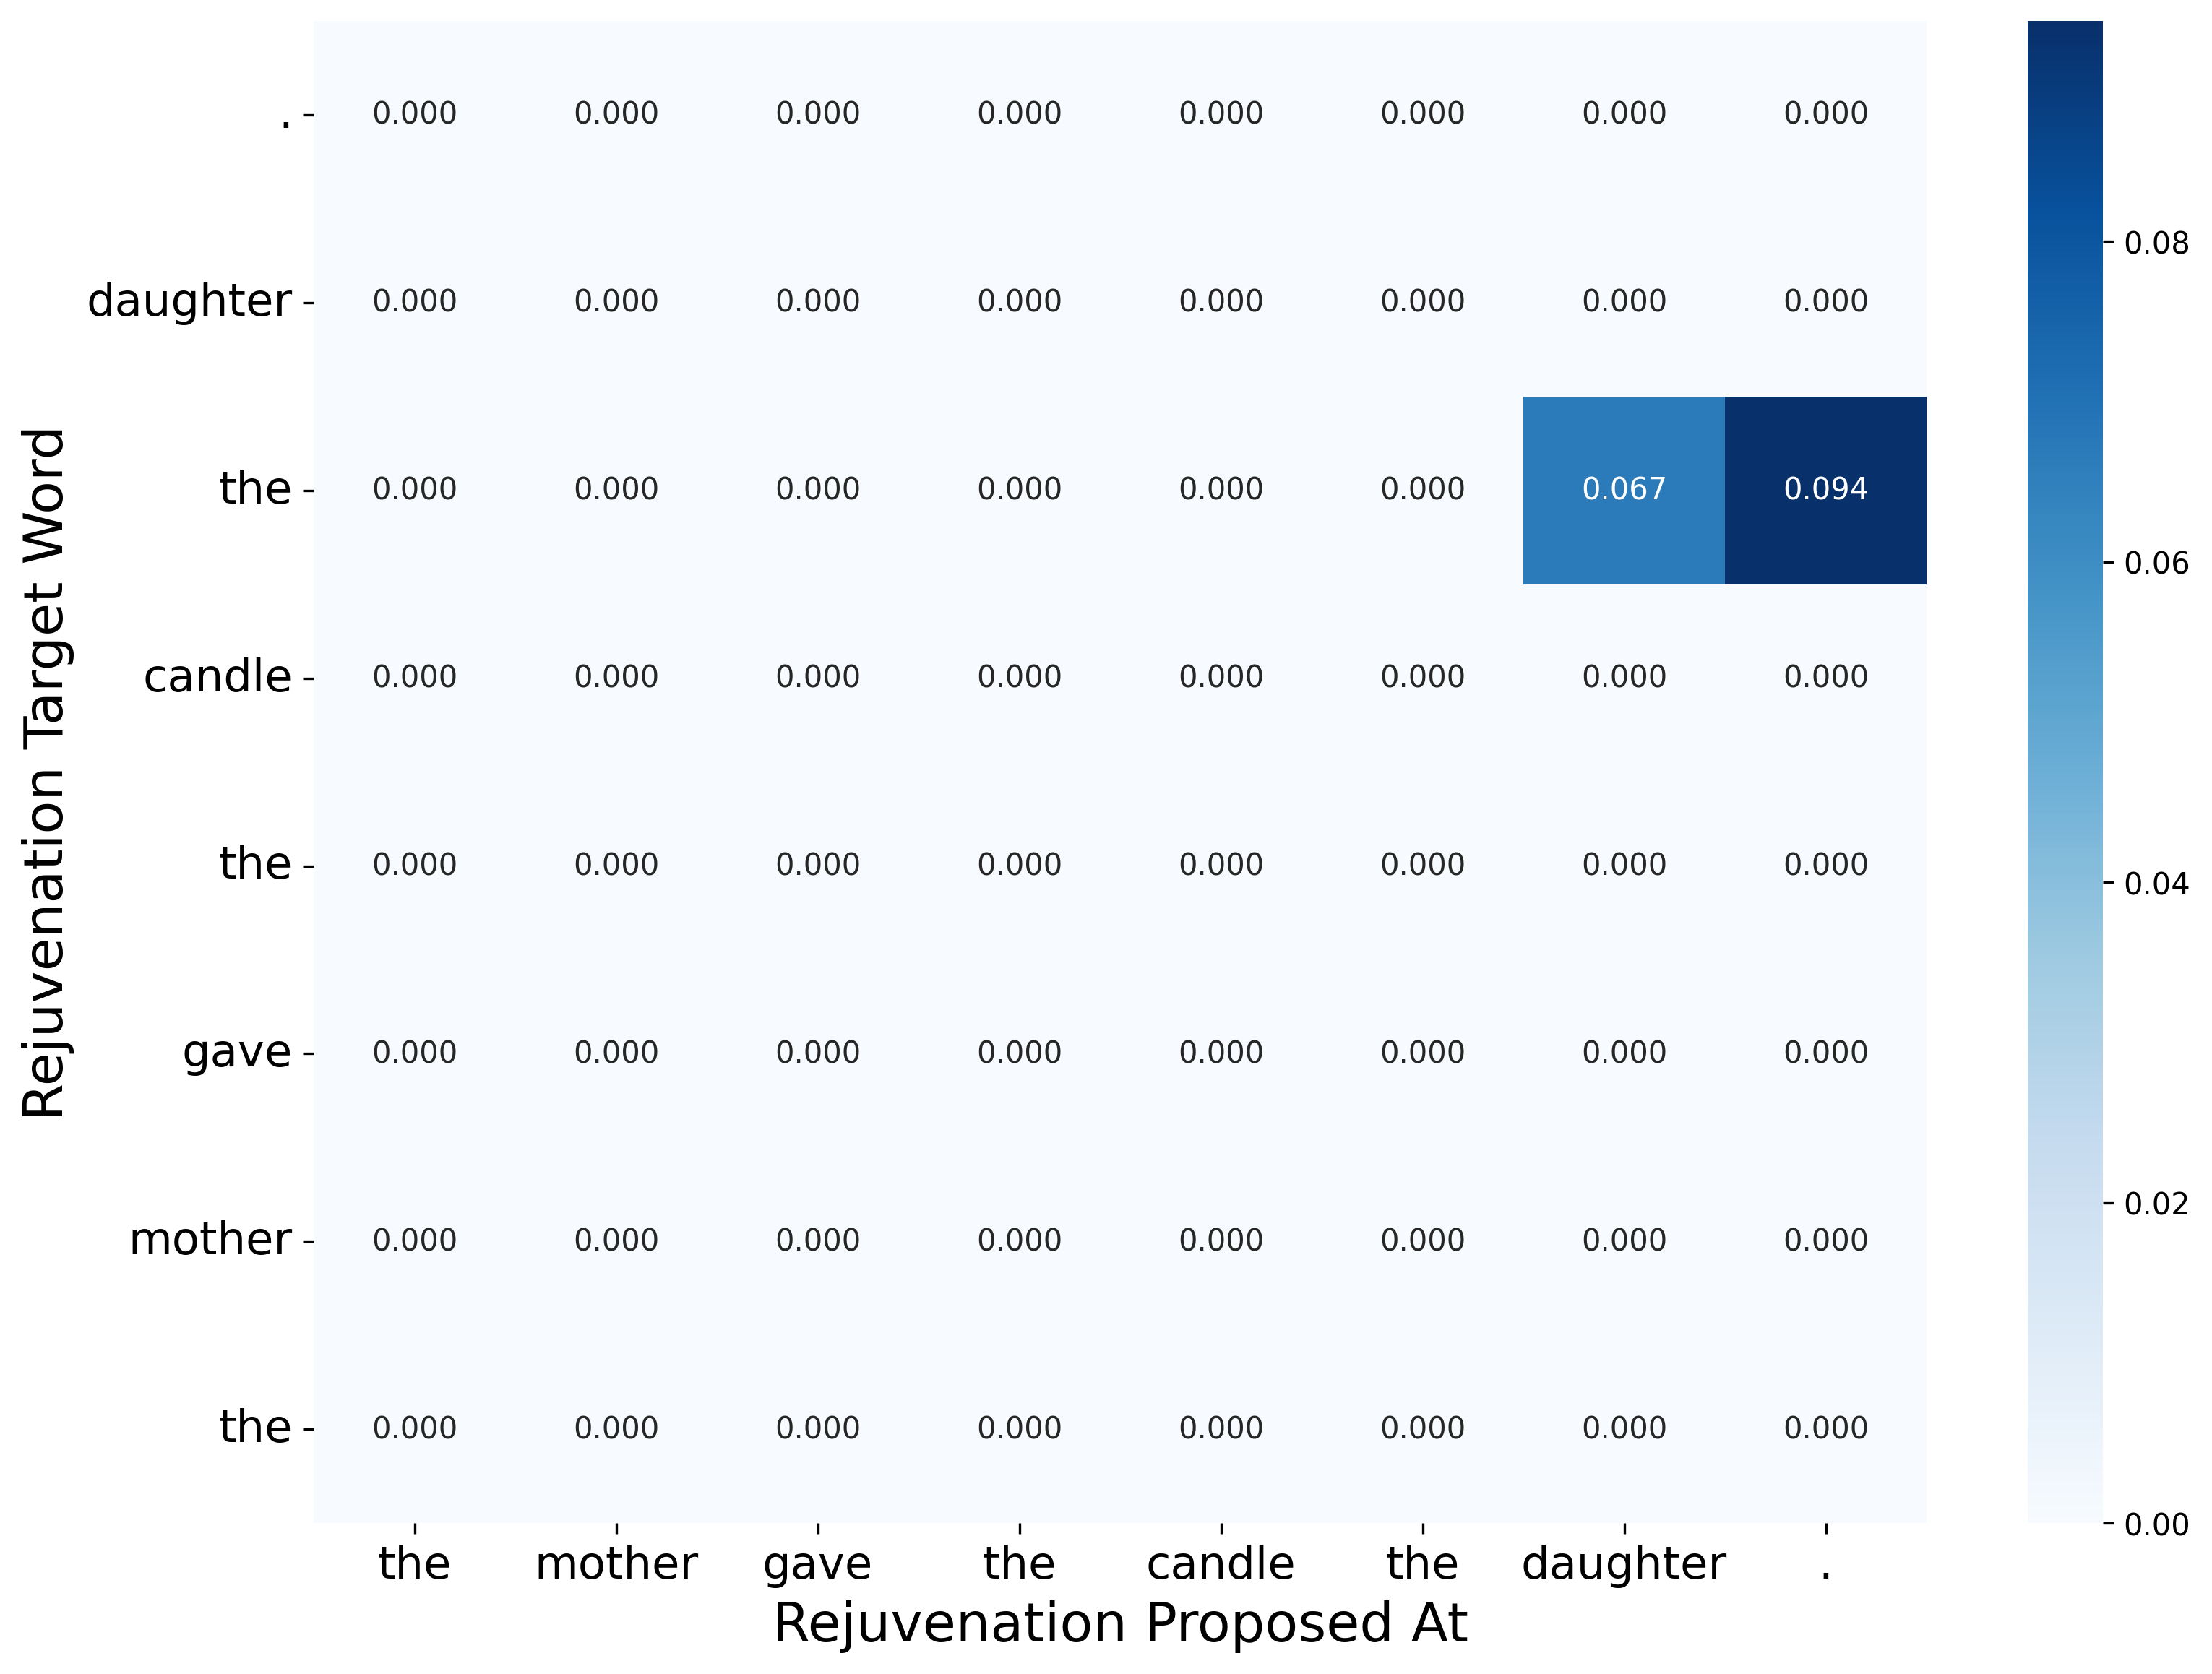 . 0.000 0.000 0.000 0.000 0.000 0.000 0.000 0.000
daughter 0.000 0.000 0.000 0.000 0.000 0.000 0.000 0.000
the 0.000 0.000 0.000 0.000 0.000 0.000 0.067 0.094
candle 0.000 0.000 0.000 0.000 0.000 0.000 0.000 0.000
the 0.000 0.000 0.000 0.000 0.000 0.000 0.000 0.000
gave 0.000 0.000 0.000 0.000 0.000 0.000 0.000 0.000
mother 0.000 0.000 0.000 0.000 0.000 0.000 0.000 0.000
the 0.000 0.000 0.000 0.000 0.000 0.000 0.000 0.000
the mother gave the candle the daughter .
Rejuvenation Proposed At
Rejuvenation Target Word
0.08
0.06
0.04
0.02
0.00